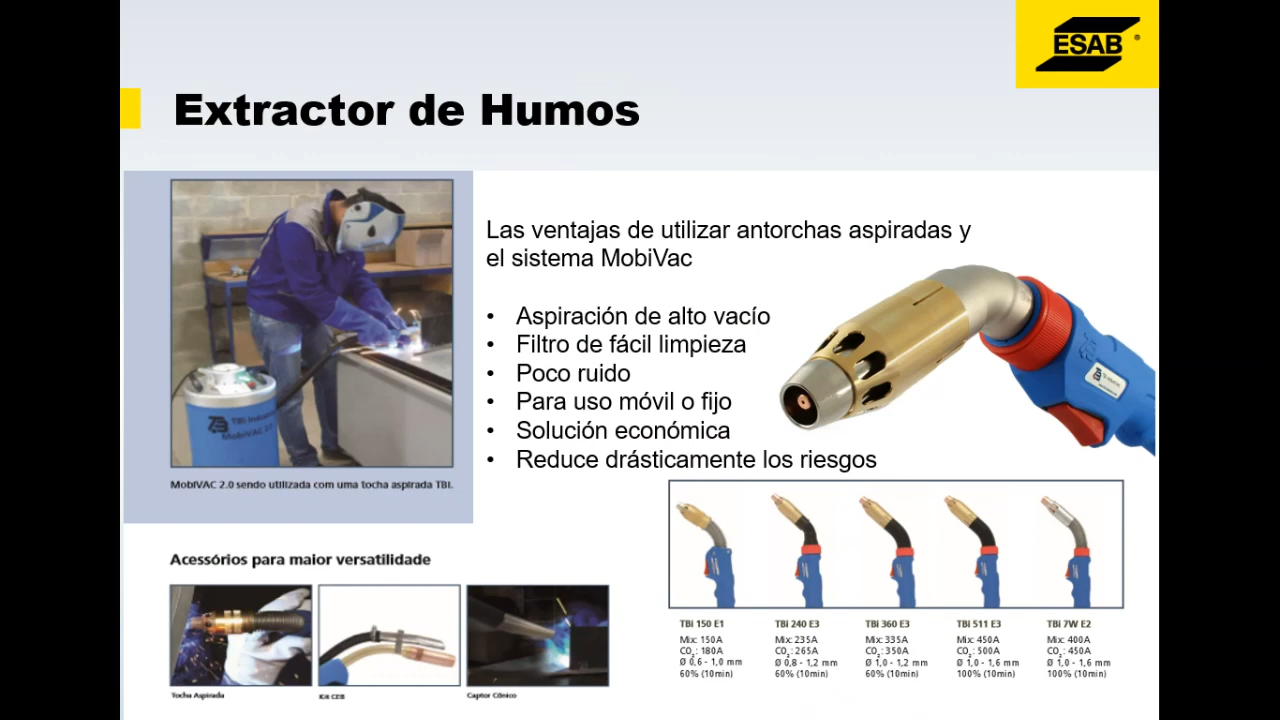 ESAB
Extractor de Humos
Las ventajas de utilizar antorchas aspiradas y
el sistema MobiVac
• Aspiración de alto vacío
• Filtro de fácil limpieza
• Poco ruido
• Para uso móvil o fijo
• Solución económica
• Reduce drásticamente los riesgos
TBi Industries
MobiVAC 2.0
MobiVAC 2.0 sendo utilizada com uma tocha aspirada TBi.
Acessórios para maior versatilidade
Tocha Aspirada
Kit CEB
Captor Cônico
TBi 150 E1
Mix: 150A
CO₂: 180A
Ø 0,6 - 1,0 mm
60% (10min)
TBi 240 E3
Mix: 235A
CO₂: 265A
Ø 0,8 - 1,2 mm
60% (10min)
TBi 360 E3
Mix: 335A
CO₂: 350A
Ø 1,0 - 1,2 mm
60% (10min)
TBi 511 E3
Mix: 450A
CO₂: 500A
Ø 1,0 - 1,6 mm
100% (10min)
TBi 7W E2
Mix: 400A
CO₂: 450A
Ø 1,0 - 1,6 mm
100% (10min)